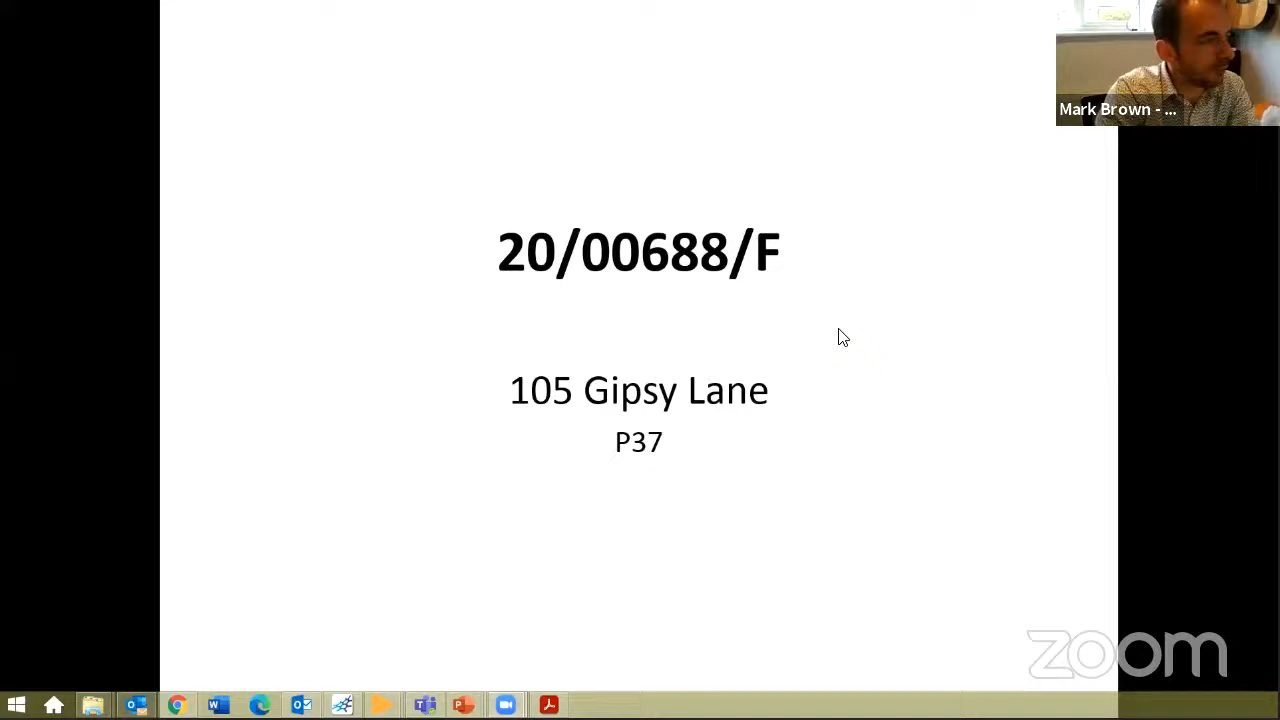 Mark Brown - ...
20/00688/F
105 Gipsy Lane
P37
zoom